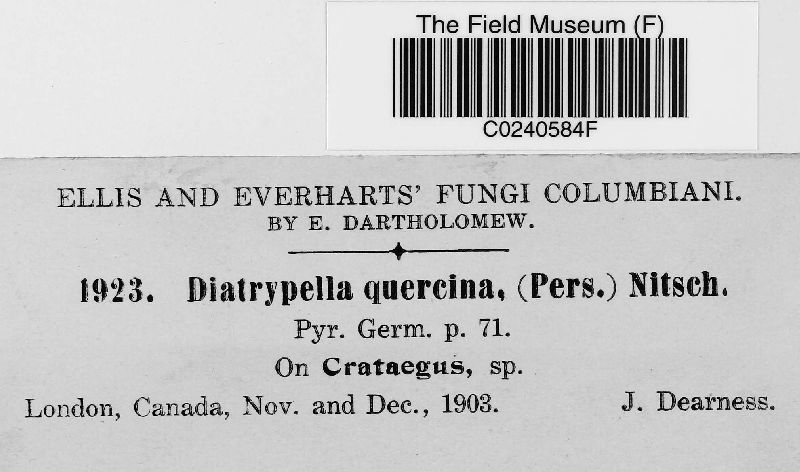 The Field Museum (F)
C0240584F
ELLIS AND EVERHARTS' FUNGI COLUMBIANI.
BY E. DARTHOLOMEW.
1923. Diatrypella quercina, (Pers.) Nitsch.
Pyr. Germ. p. 71.
On Crataegus, sp.
London, Canada, Nov. and Dec., 1903. J. Dearness.